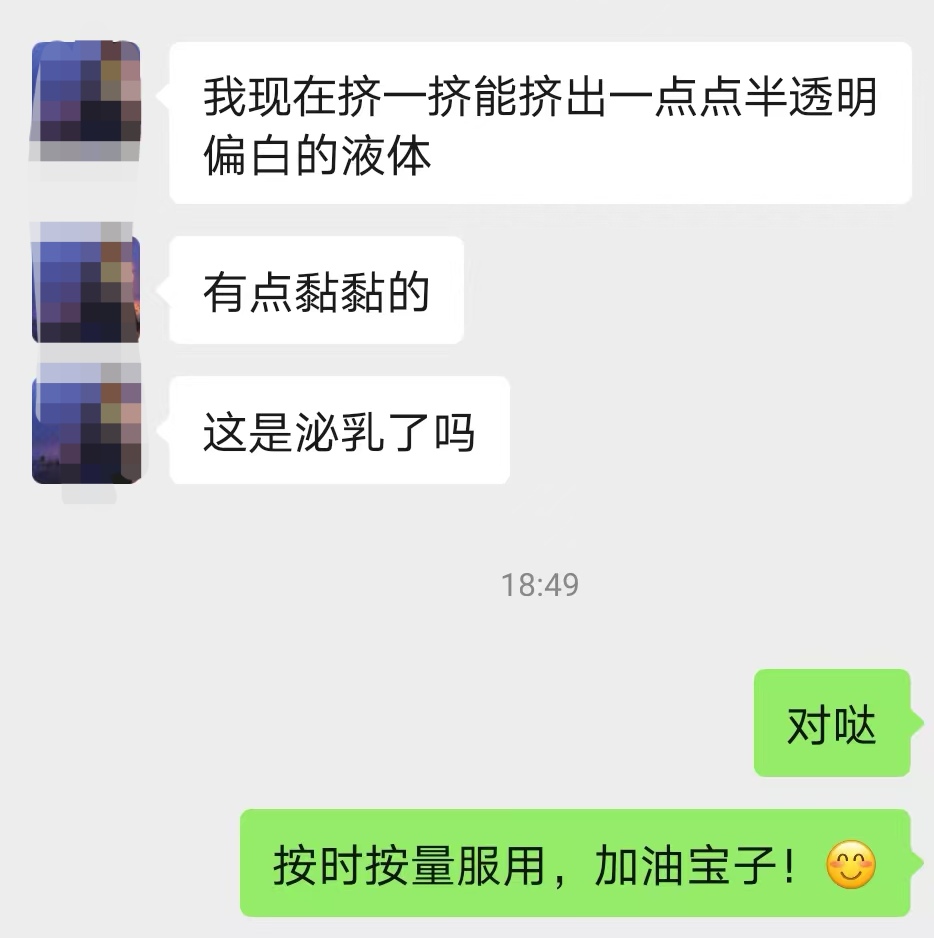 我现在挤一挤能挤出一点点半透明
偏白的液体
有点黏黏的
这是泌乳了吗
18:49
对哒
按时按量服用，加油宝子！😊